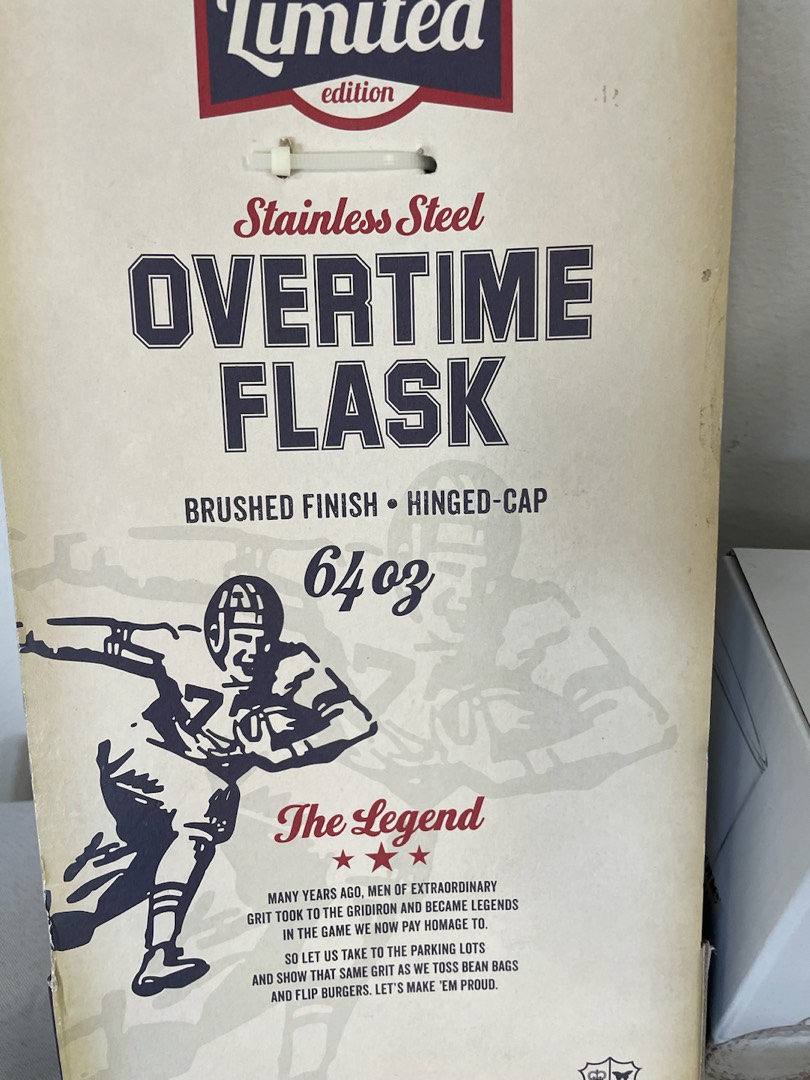 Limited
edition
Stainless Steel
OVERTIME
FLASK
BRUSHED FINISH • HINGED-CAP
64 oz
The Legend
MANY YEARS AGO, MEN OF EXTRAORDINARY
GRIT TOOK TO THE GRIDIRON AND BECAME LEGENDS
IN THE GAME WE NOW PAY HOMAGE TO.
SO LET US TAKE TO THE PARKING LOTS
AND SHOW THAT SAME GRIT AS WE TOSS BEAN BAGS
AND FLIP BURGERS. LET'S MAKE 'EM PROUD.
7